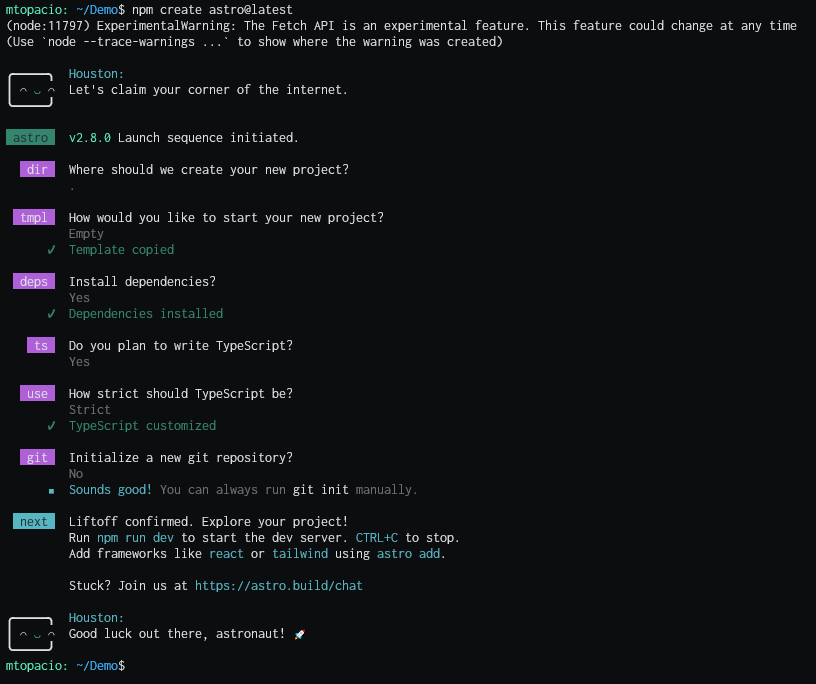 mtopacio: ~/Demo$ npm create astro@latest
(node:11797) ExperimentalWarning: The Fetch API is an experimental feature. This feature could change at any time
(Use `node --trace-warnings ...` to show where the warning was created)
Houston:
Let's claim your corner of the internet.
astro v2.8.0 Launch sequence initiated.
dir Where should we create your new project?
.
tmpl How would you like to start your new project?
Empty
✔ Template copied
deps Install dependencies?
Yes
✔ Dependencies installed
ts Do you plan to write TypeScript?
Yes
use How strict should TypeScript be?
Strict
✔ TypeScript customized
git Initialize a new git repository?
No
▪ Sounds good! You can always run git init manually.
next Liftoff confirmed. Explore your project!
Run npm run dev to start the dev server. CTRL+C to stop.
Add frameworks like react or tailwind using astro add.
Stuck? Join us at https://astro.build/chat
Houston:
Good luck out there, astronaut! 🚀
mtopacio: ~/Demo$